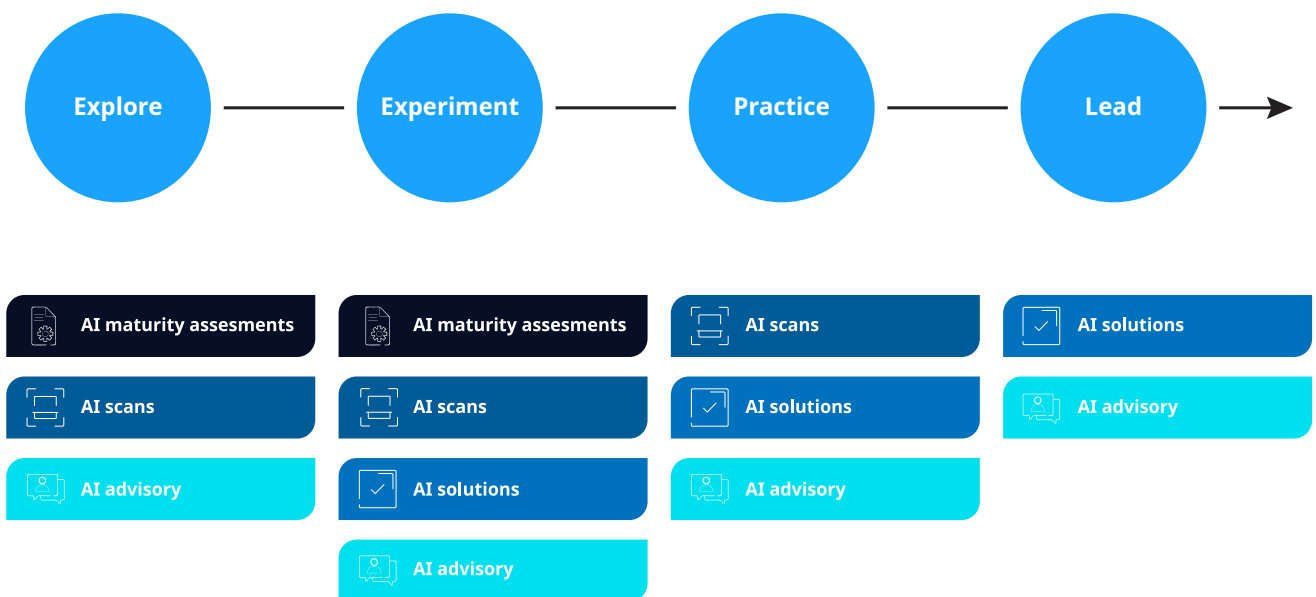 Explore
Experiment
Practice
Lead
AI maturity assesments
AI scans
AI advisory
AI maturity assesments
AI scans
AI solutions
AI advisory
AI scans
AI solutions
AI advisory
AI solutions
AI advisory